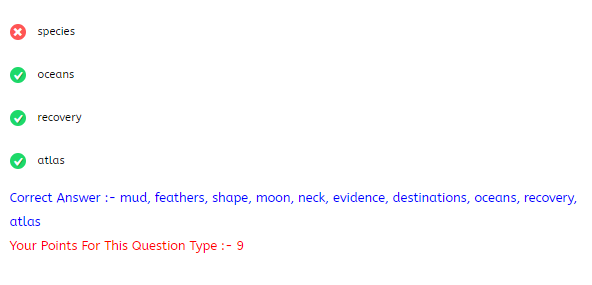 species
oceans
recovery
atlas
Correct Answer :- mud, feathers, shape, moon, neck, evidence, destinations, oceans, recovery,
atlas
Your Points For This Question Type :- 9